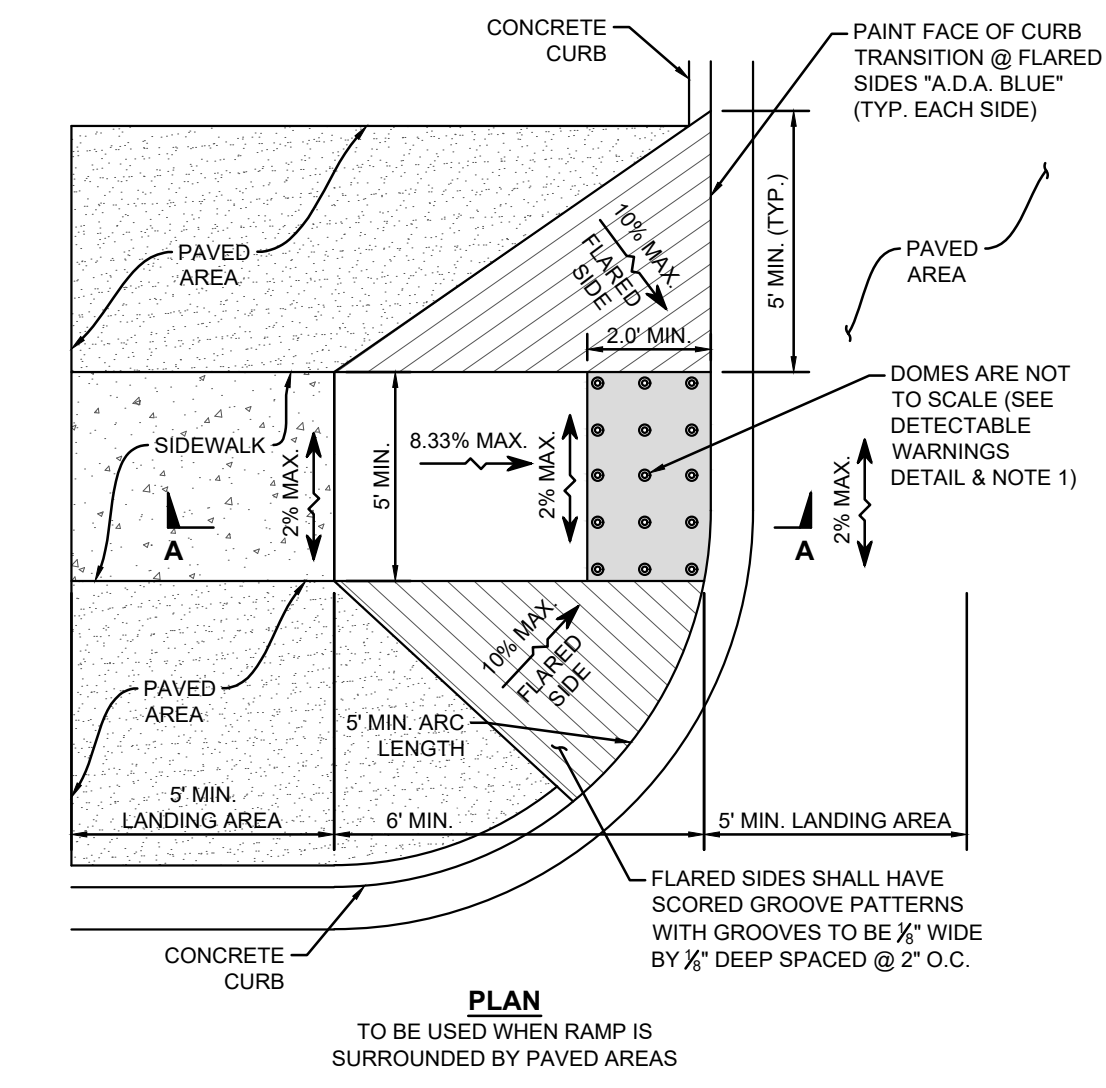 CONCRETE
CURB
PAINT FACE OF CURB
TRANSITION @ FLARED
SIDES "A.D.A. BLUE"
(TYP. EACH SIDE)
10% MAX.
FLARED
SIDE
5' MIN. (TYP.)
PAVED
AREA
PAVED
AREA
2.0' MIN.
DOMES ARE NOT
TO SCALE (SEE
DETECTABLE
WARNINGS
DETAIL & NOTE 1)
SIDEWALK
2% MAX.
5' MIN.
8.33% MAX.
2% MAX.
2% MAX.
A
A
10% MAX.
FLARED
SIDE
PAVED
AREA
5' MIN. ARC
LENGTH
5' MIN.
LANDING AREA
6' MIN.
5' MIN. LANDING AREA
FLARED SIDES SHALL HAVE
SCORED GROOVE PATTERNS
WITH GROOVES TO BE ⅛" WIDE
BY ⅛" DEEP SPACED @ 2" O.C.
CONCRETE
CURB
PLAN
TO BE USED WHEN RAMP IS
SURROUNDED BY PAVED AREAS